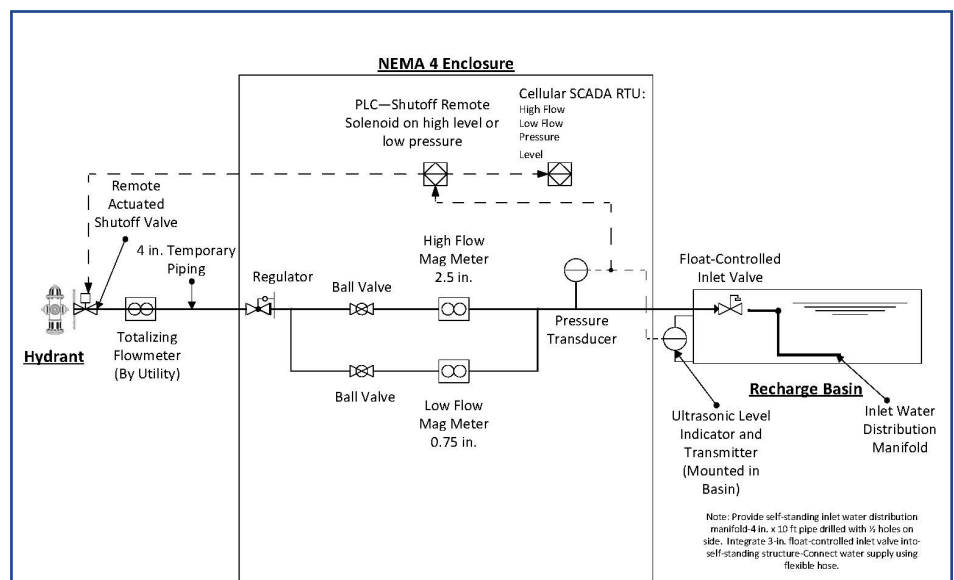 NEMA 4 Enclosure
PLC—Shutoff Remote
Solenoid on high level or
low pressure
Cellular SCADA RTU:
High Flow
Low Flow
Pressure
Level
Remote
Actuated
Shutoff Valve
4 in. Temporary
Piping
Regulator
Ball Valve
High Flow
Mag Meter
2.5 in.
Float-Controlled
Inlet Valve
Hydrant
Totalizing
Flowmeter
(By Utility)
Pressure
Transducer
Ball Valve
Low Flow
Mag Meter
0.75 in.
Recharge Basin
Ultrasonic Level
Indicator and
Transmitter
(Mounted in
Basin)
Inlet Water
Distribution
Manifold
Note: Provide self-standing inlet water distribution
manifold-4 in. x 10 ft pipe drilled with ½ holes on
side. Integrate 3-in. float-controlled inlet valve into-
self-standing structure-Connect water supply using
flexible hose.